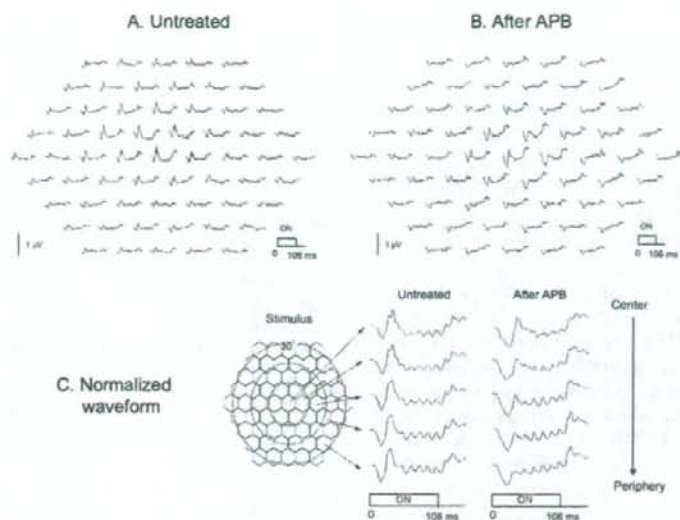 A. Untreated
B. After APB
1 µV
ON
0 106 ms
1 µV
ON
0 106 ms
C. Normalized
waveform
Stimulus
30°
Untreated
After APB
Center
Periphery
ON
0 106 ms
ON
0 106 ms